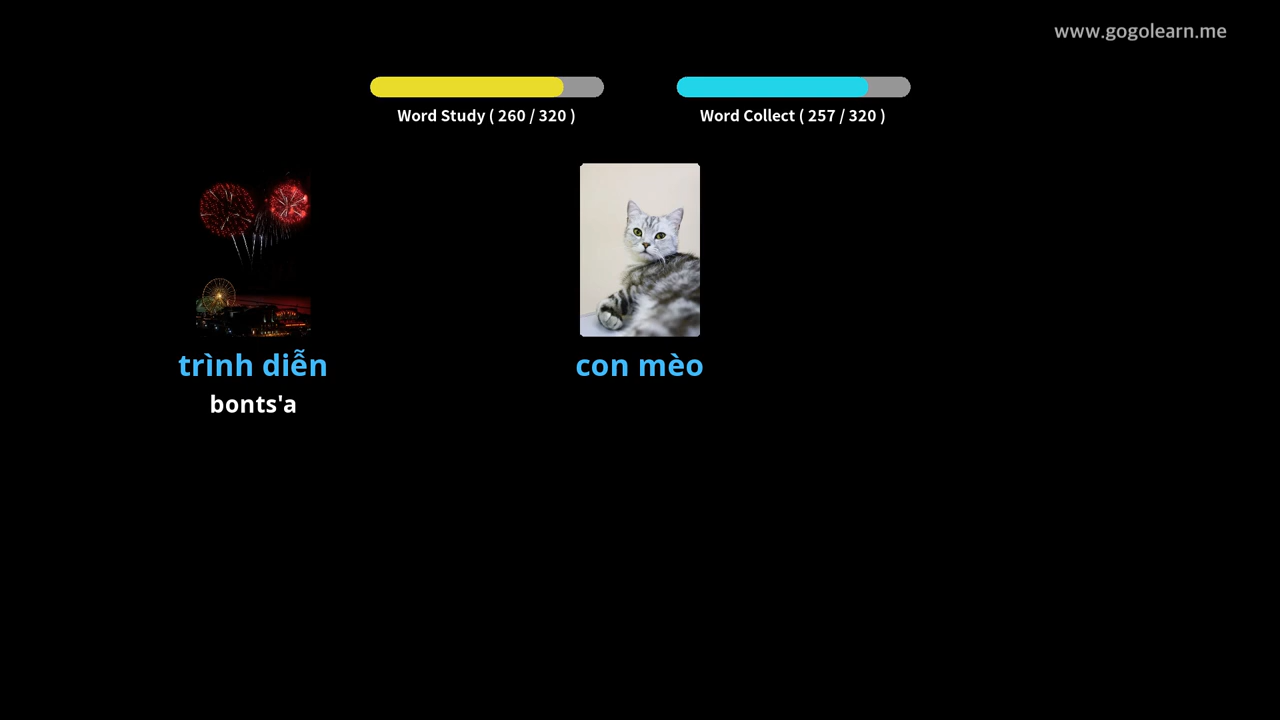 www.gogolearn.me
Word Study ( 260 / 320 )
Word Collect ( 257 / 320 )
trình diễn
con mèo
bonts'a